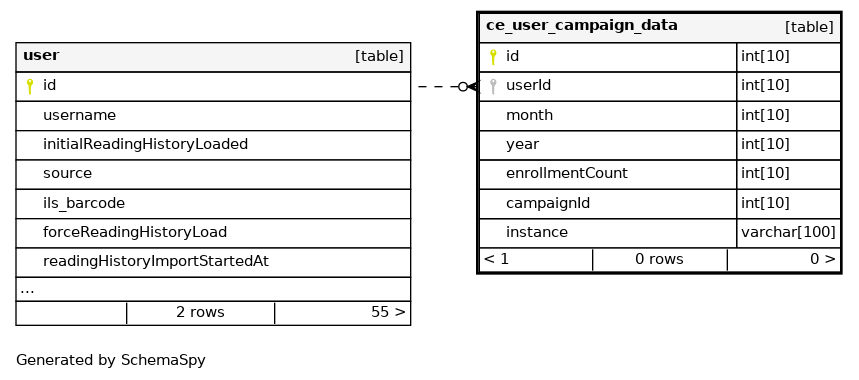 user [table]
id
username
initialReadingHistoryLoaded
source
ils_barcode
forceReadingHistoryLoad
readingHistoryImportStartedAt
...
2 rows 55 >
ce_user_campaign_data [table]
id int[10]
userId int[10]
month int[10]
year int[10]
enrollmentCount int[10]
campaignId int[10]
instance varchar[100]
< 1 0 rows 0 >
Generated by SchemaSpy